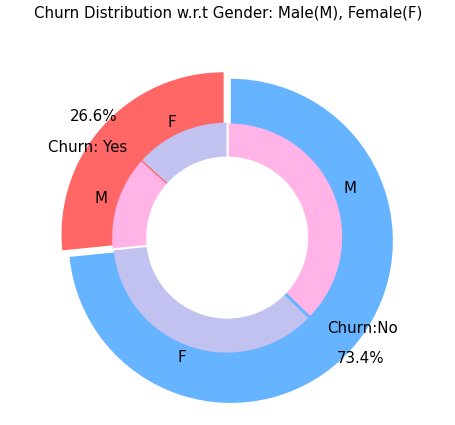 Churn Distribution w.r.t Gender: Male(M), Female(F)
26.6%
Churn: Yes
F
M
M
F
Churn:No
73.4%